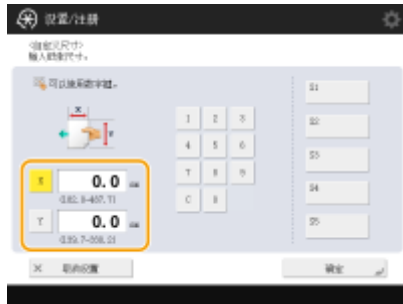 设置/注册
<自定义尺寸>
输入自定尺寸。
可以使用数字键。
X
Y
1 2 3
4 5 6
7 8 9
C 0
X 0.0 mm
Y 0.0 mm
S1
S2
S3
S4
S5
× 取消设置
确定